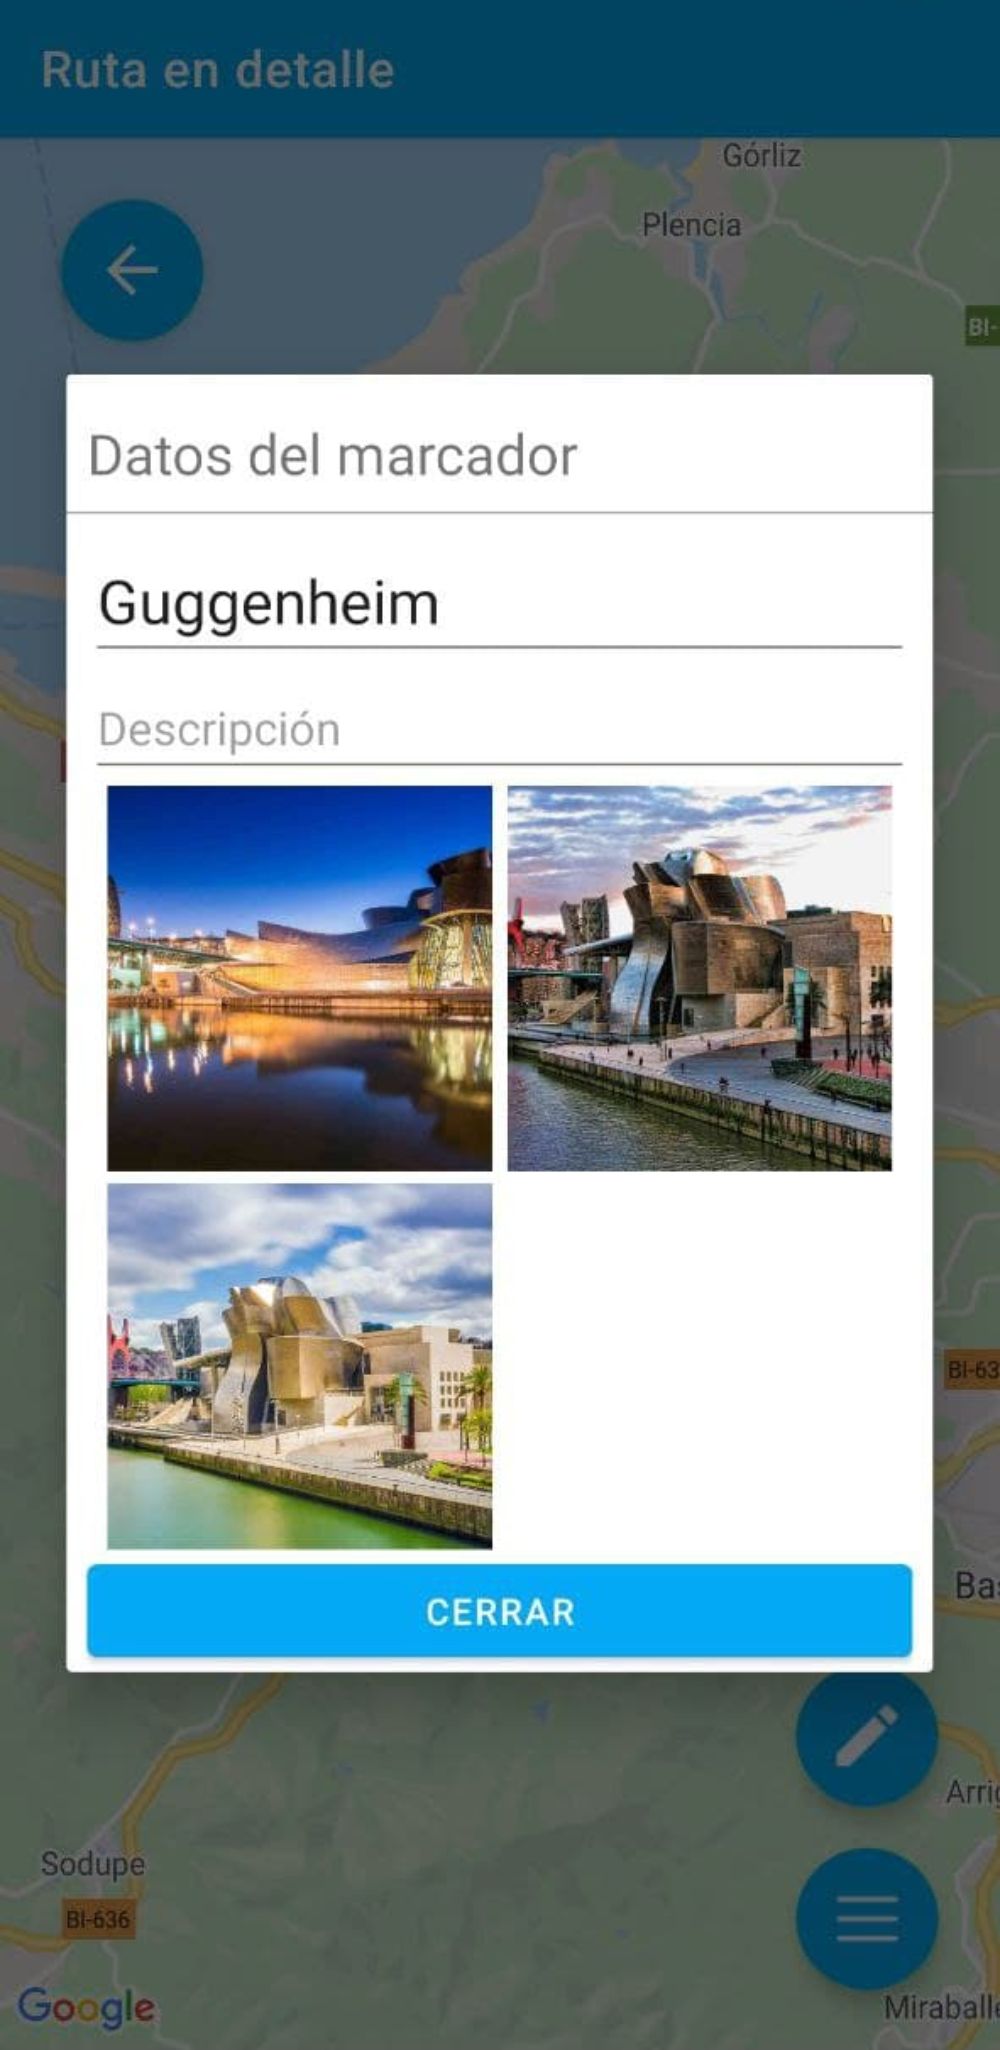 Ruta en detalle
Górliz
Plencia
BI-
Datos del marcador
Guggenheim
Descripción
CERRAR
BI-63
Ba
Arri
Sodupe
BI-636
Google
Miraball